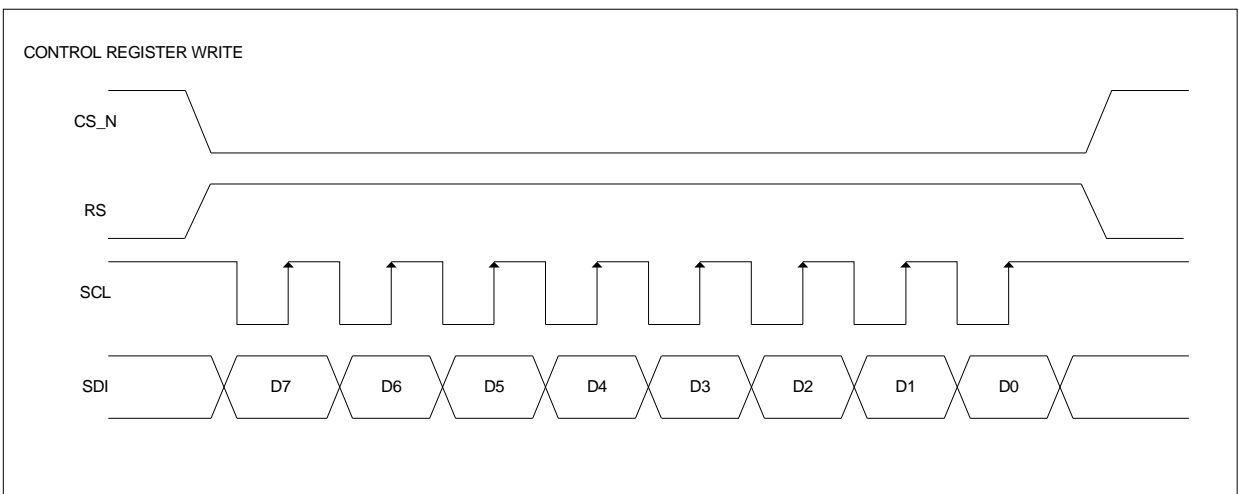 CONTROL REGISTER WRITE
CS_N
RS
SCL
SDI D7 D6 D5 D4 D3 D2 D1 D0